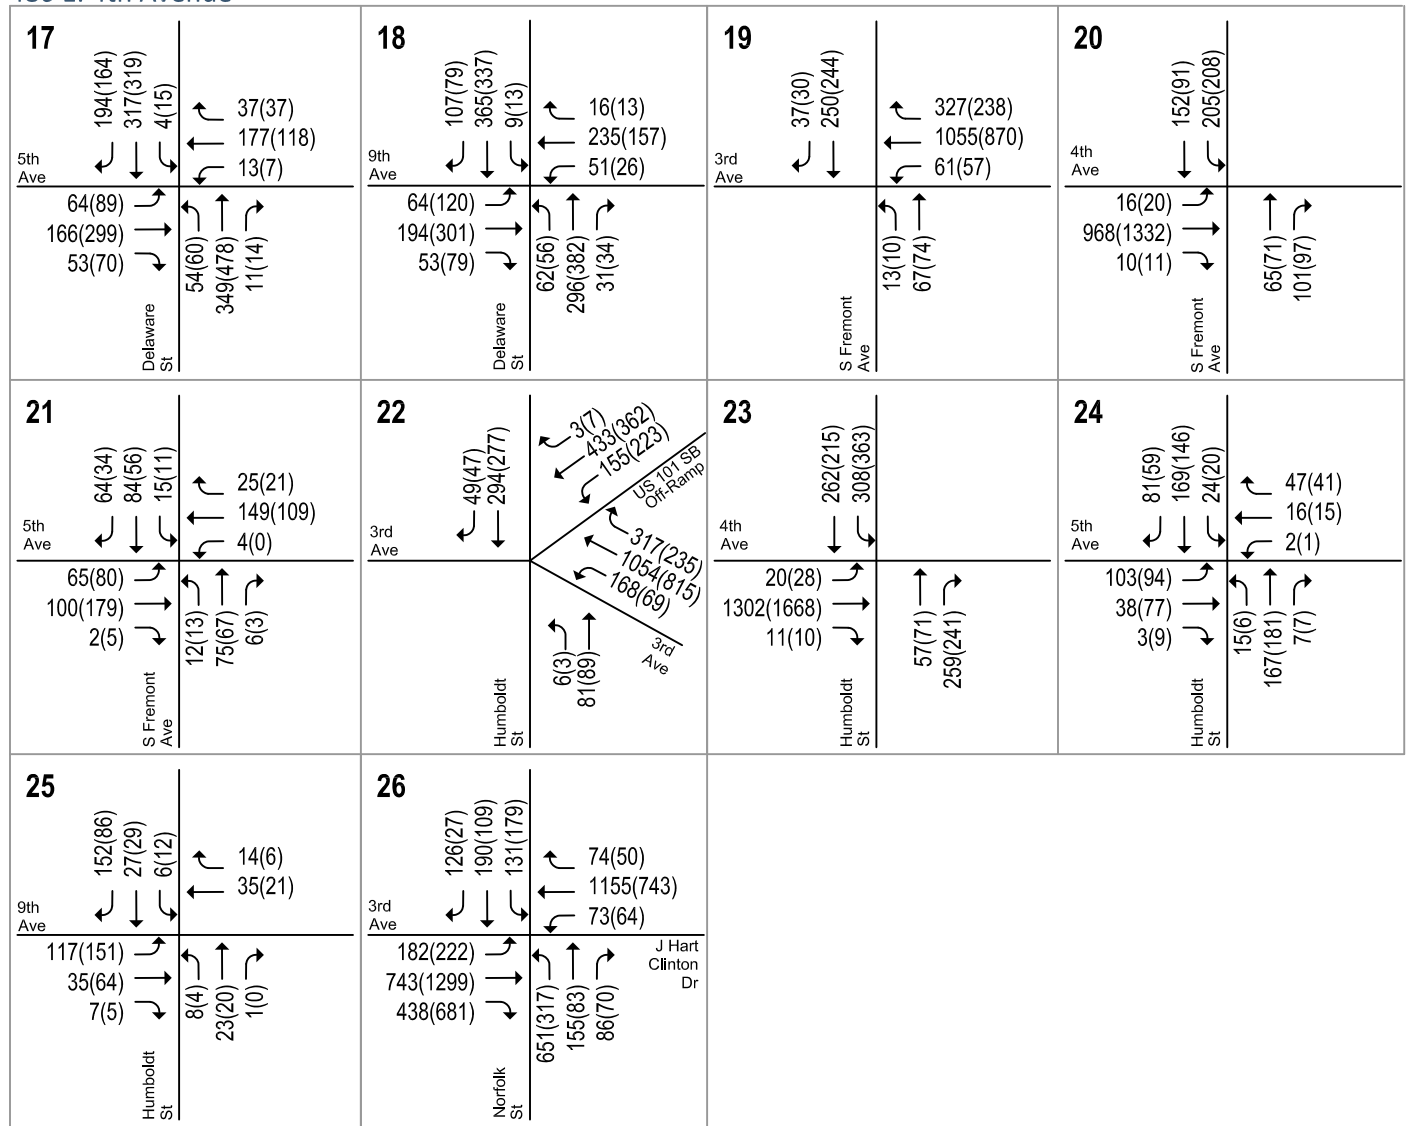 17
194(164)
317(319)
4(15)
37(37)
177(118)
13(7)
5th
Ave
64(89)
166(299)
53(70)
54(60)
349(478)
11(14)
Delaware
St
18
107(79)
365(337)
9(13)
16(13)
235(157)
51(26)
9th
Ave
64(120)
194(301)
53(79)
62(56)
296(382)
31(34)
Delaware
St
19
37(30)
250(244)
327(238)
1055(870)
61(57)
3rd
Ave
13(10)
67(74)
S Fremont
Ave
20
152(91)
205(208)
4th
Ave
16(20)
968(1332)
10(11)
65(71)
101(97)
S Fremont
Ave
21
64(34)
84(56)
15(11)
25(21)
149(109)
4(0)
5th
Ave
65(80)
100(179)
2(5)
12(13)
75(67)
6(3)
S Fremont
Ave
22
49(47)
294(277)
3(7)
433(362)
155(223)
US 101 SB
Off-Ramp
3rd
Ave
317(235)
1054(815)
168(69)
3rd
Ave
6(3)
81(89)
Humboldt
St
23
262(215)
308(363)
4th
Ave
20(28)
1302(1668)
11(10)
57(71)
259(241)
Humboldt
St
24
81(59)
169(146)
24(20)
47(41)
16(15)
2(1)
5th
Ave
103(94)
38(77)
3(9)
15(6)
167(181)
7(7)
Humboldt
St
25
152(86)
27(29)
6(12)
14(6)
35(21)
9th
Ave
117(151)
35(64)
7(5)
8(4)
23(20)
1(0)
Humboldt
St
26
126(27)
190(109)
131(179)
74(50)
1155(743)
73(64)
3rd
Ave
182(222)
743(1299)
438(681)
651(317)
155(83)
86(70)
J Hart
Clinton
Dr
Norfolk
St